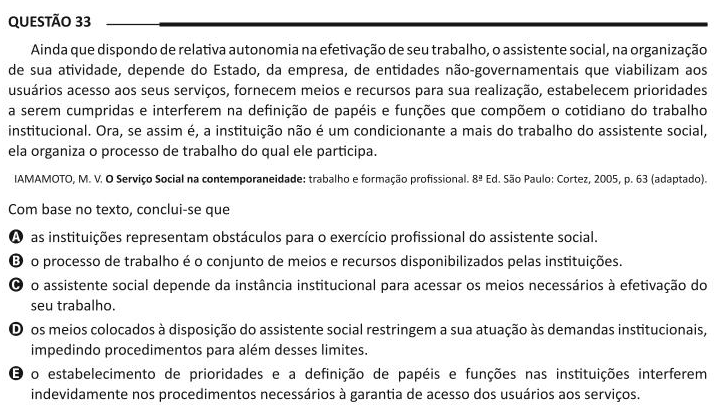 QUESTÃO 33
Ainda que dispondo de relativa autonomia na efetivação de seu trabalho, o assistente social, na organização
de sua atividade, depende do Estado, da empresa, de entidades não-governamentais que viabilizam aos
usuários acesso aos seus serviços, fornecem meios e recursos para sua realização, estabelecem prioridades
a serem cumpridas e interferem na definição de papéis e funções que compõem o cotidiano do trabalho
institucional. Ora, se assim é, a instituição não é um condicionante a mais do trabalho do assistente social,
ela organiza o processo de trabalho do qual ele participa.
IAMAMOTO, M. V. O Serviço Social na contemporaneidade: trabalho e formação profissional. 8ª Ed. São Paulo: Cortez, 2005, p. 63 (adaptado).
Com base no texto, conclui-se que
A as instituições representam obstáculos para o exercício profissional do assistente social.
B o processo de trabalho é o conjunto de meios e recursos disponibilizados pelas instituições.
C o assistente social depende da instância institucional para acessar os meios necessários à efetivação do
seu trabalho.
D os meios colocados à disposição do assistente social restringem a sua atuação às demandas institucionais,
impedindo procedimentos para além desses limites.
E o estabelecimento de prioridades e a definição de papéis e funções nas instituições interferem
indevidamente nos procedimentos necessários à garantia de acesso dos usuários aos serviços.